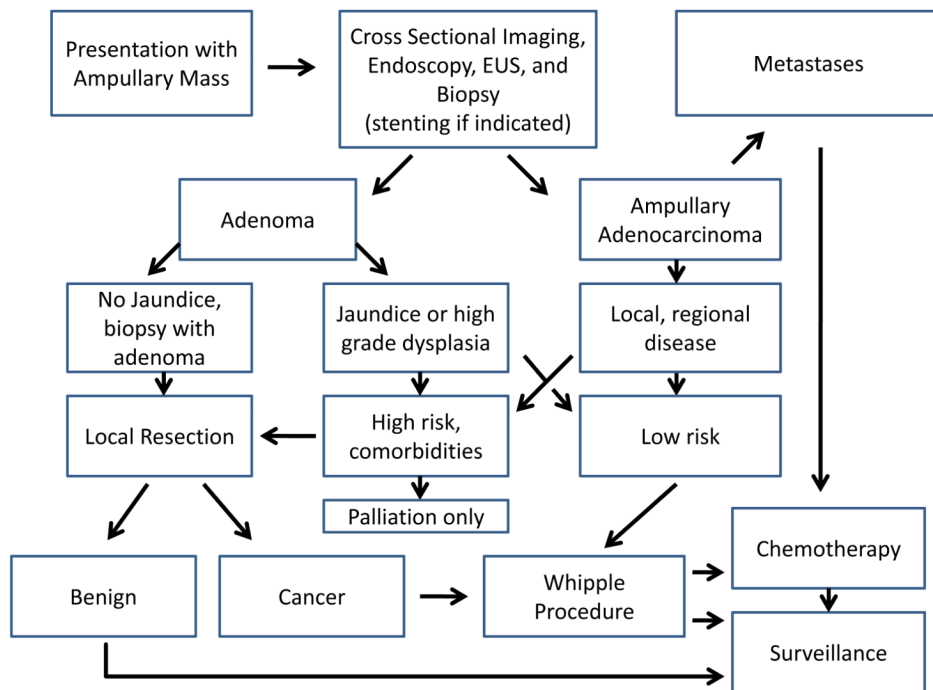 Presentation with
Ampullary Mass
Cross Sectional Imaging,
Endoscopy, EUS, and
Biopsy
(stenting if indicated)
Metastases
Adenoma
Ampullary
Adenocarcinoma
No Jaundice,
biopsy with
adenoma
Jaundice or high
grade dysplasia
Local, regional
disease
Local Resection
High risk,
comorbidities
Low risk
Palliation only
Benign
Cancer
Whipple
Procedure
Chemotherapy
Surveillance